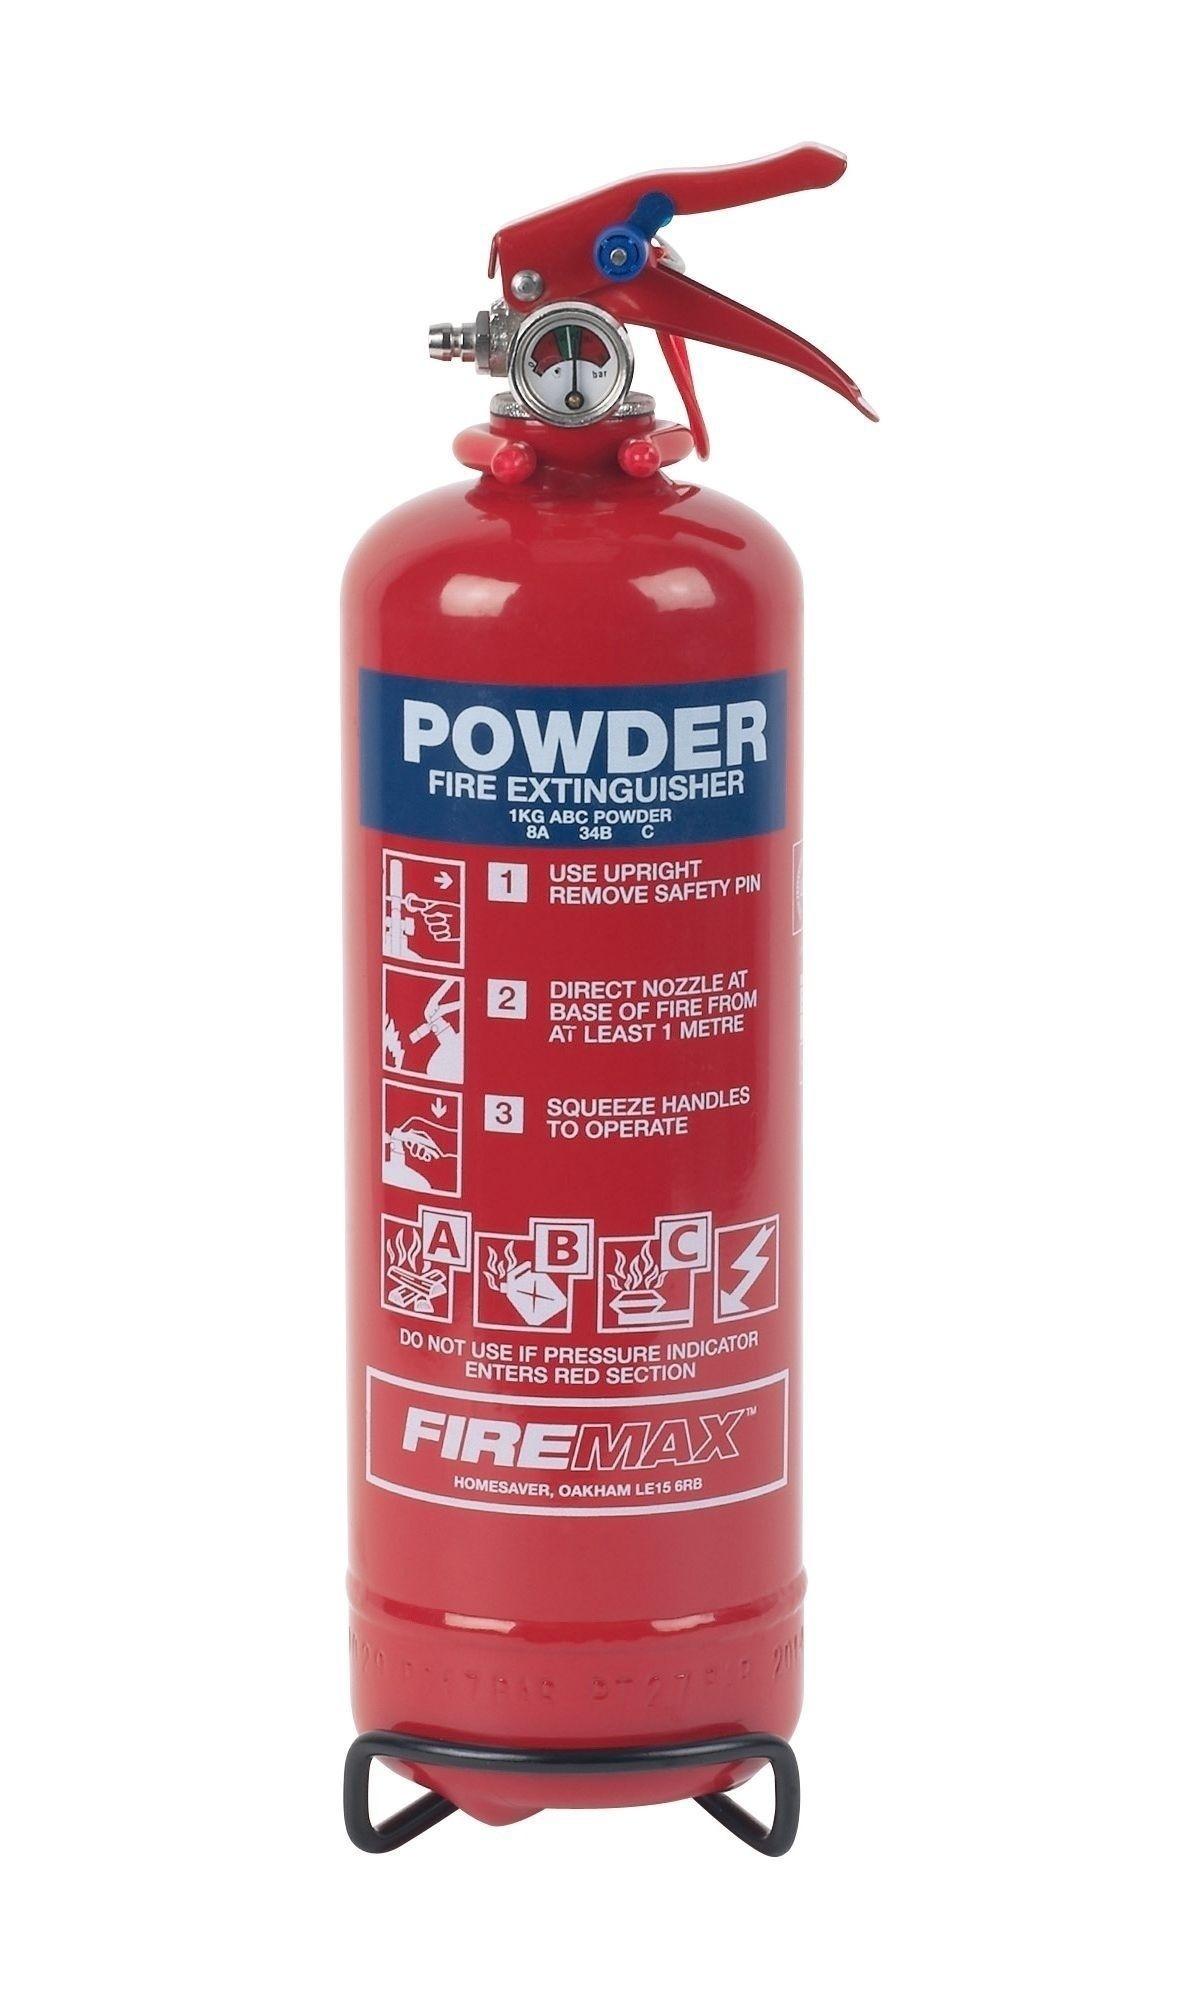 bar
POWDER
FIRE EXTINGUISHER
1KG ABC POWDER
8A 34B C
1 USE UPRIGHT
REMOVE SAFETY PIN
2 DIRECT NOZZLE AT
BASE OF FIRE FROM
AT LEAST 1 METRE
3 SQUEEZE HANDLES
TO OPERATE
A B C
DO NOT USE IF PRESSURE INDICATOR
ENTERS RED SECTION
FIREMAX™
HOMESAVER, OAKHAM LE15 6RB